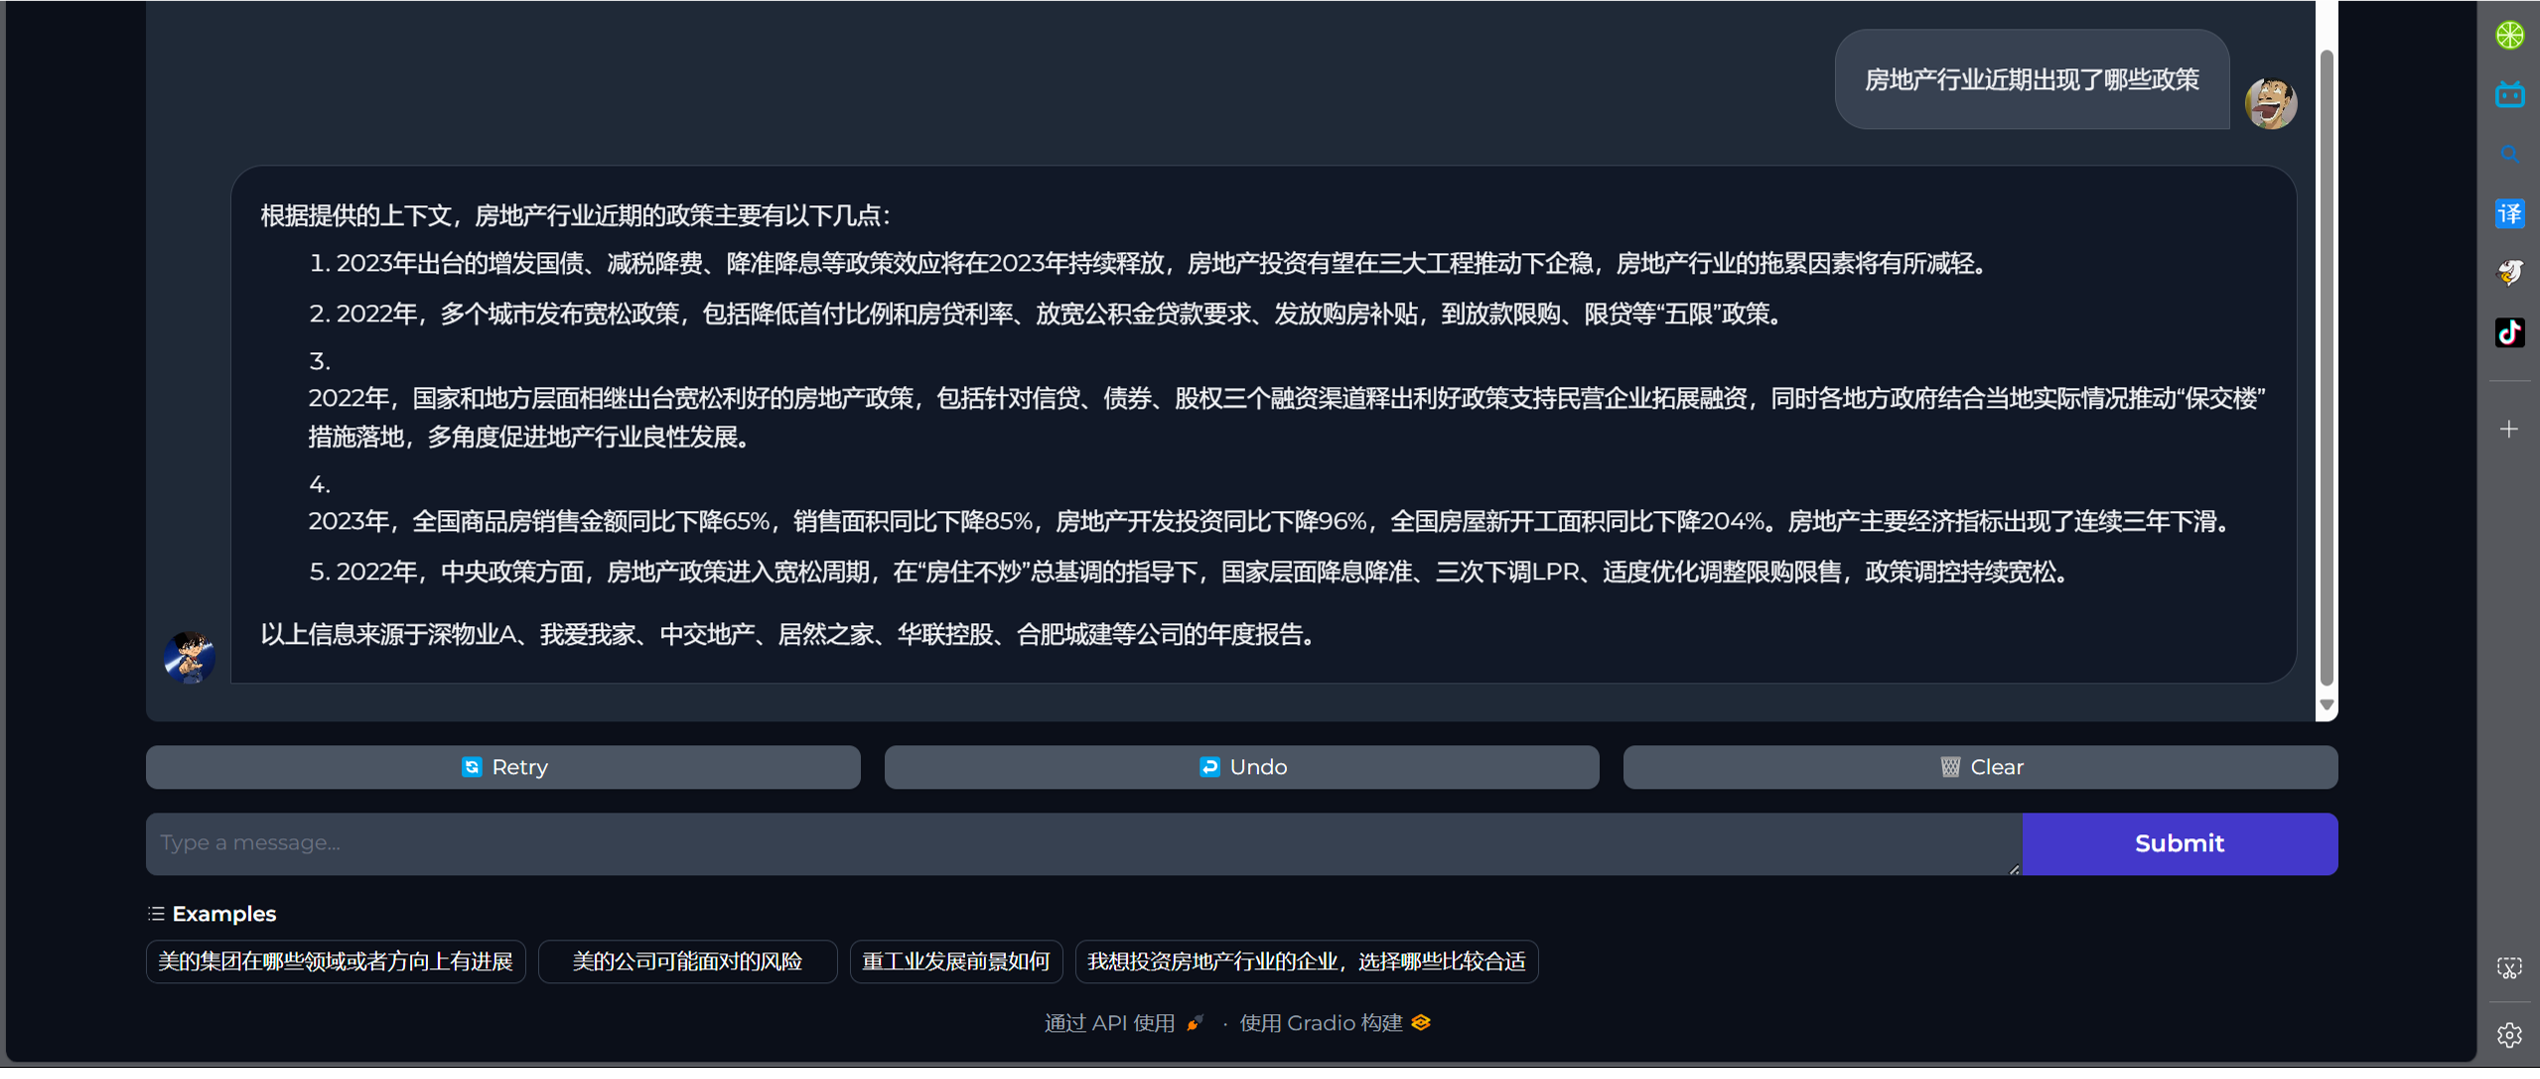 房地产行业近期出现了哪些政策
根据提供的上下文，房地产行业近期的政策主要有以下几点：
1. 2023年出台的增发国债、减税降费、降准降息等政策效应将在2023年持续释放，房地产投资有望在三大工程推动下企稳，房地产行业的拖累因素将有所减轻。
2. 2022年，多个城市发布宽松政策，包括降低首付比例和房贷利率、放宽公积金贷款要求、发放购房补贴，到放款限购、限贷等“五限”政策。
3.
2022年，国家和地方层面相继出台宽松利好的房地产政策，包括针对信贷、债券、股权三个融资渠道释出利好政策支持民营企业拓展融资，同时各地方政府结合当地实际情况推动“保交楼”
措施落地，多角度促进地产行业良性发展。
4.
2023年，全国商品房销售金额同比下降65%，销售面积同比下降85%，房地产开发投资同比下降96%，全国房屋新开工面积同比下降204%。房地产主要经济指标出现了连续三年下滑。
5. 2022年，中央政策方面，房地产政策进入宽松周期，在“房住不炒”总基调的指导下，国家层面降息降准、三次下调LPR、适度优化调整限购限售，政策调控持续宽松。
以上信息来源于深物业A、我爱我家、中交地产、居然之家、华联控股、合肥城建等公司的年度报告。
Retry
Undo
Clear
Type a message...
Submit
Examples
美的集团在哪些领域或者方向上有进展
美的公司可能面对的风险
重工业发展前景如何
我想投资房地产行业的企业，选择哪些比较合适
通过 API 使用 · 使用 Gradio 构建
译